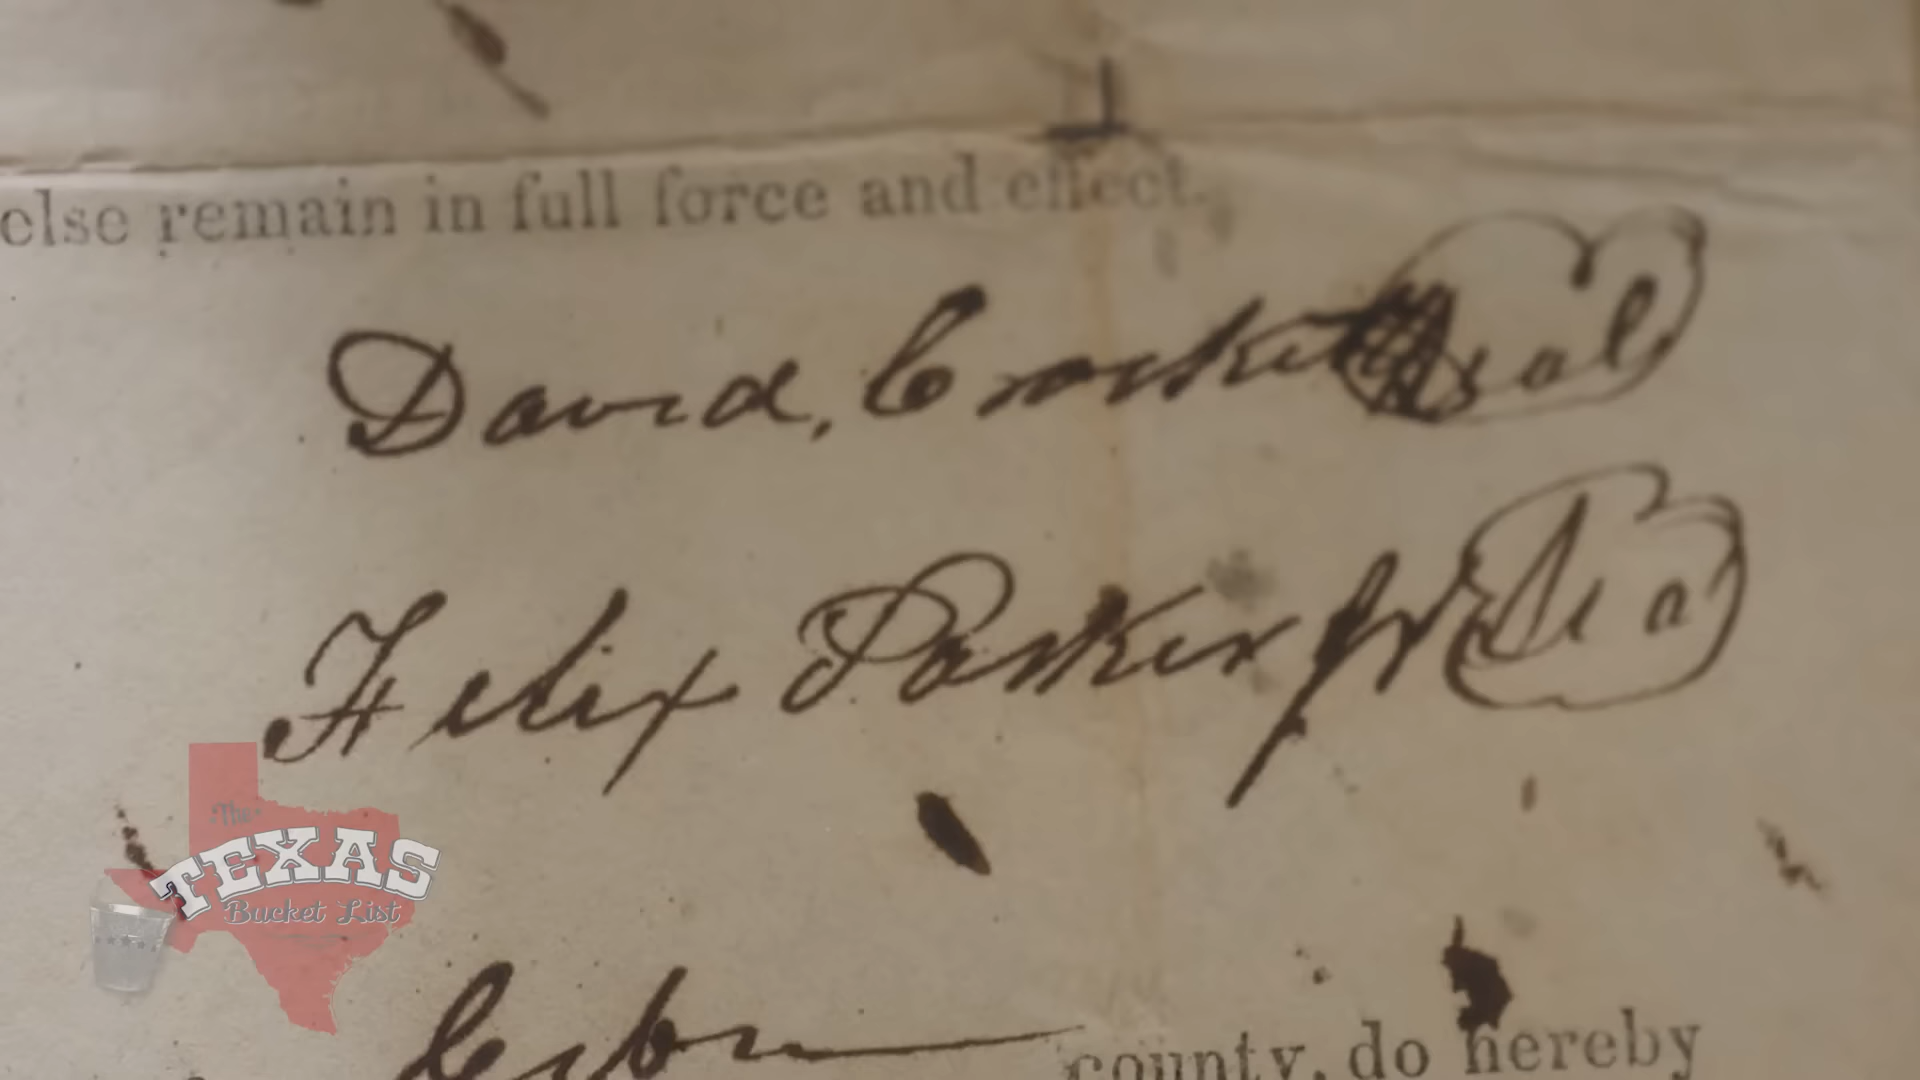 else remain in full force and effect.
David, Crockett Seal
Felix Parker Jr Sea
The
TEXAS
Bucket List
county, do hereby